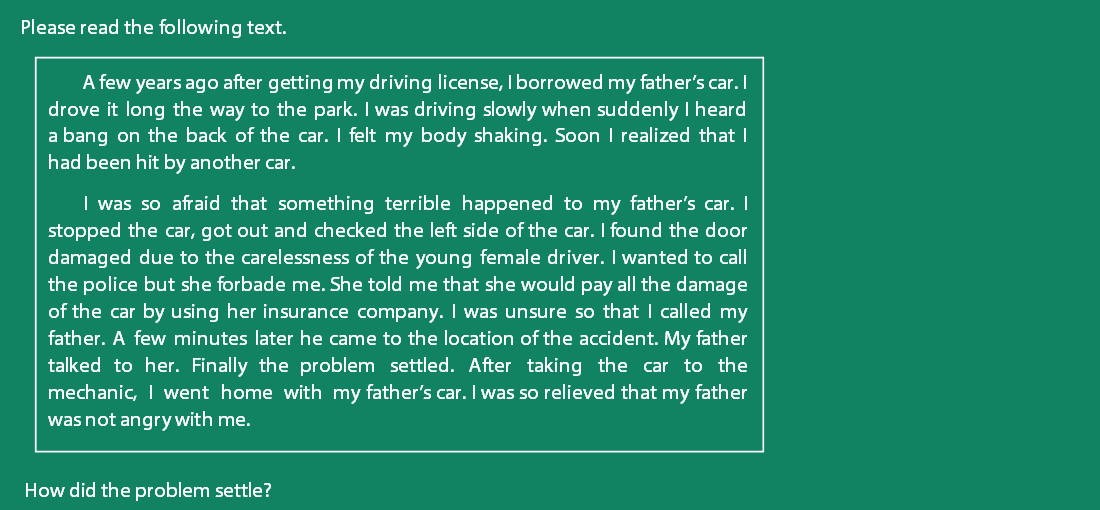 Please read the following text.
A few years ago after getting my driving license, I borrowed my father's car. I
drove it long the way to the park. I was driving slowly when suddenly I heard
a bang on the back of the car. I felt my body shaking. Soon I realized that I
had been hit by another car.
I was so afraid that something terrible happened to my father's car. I
stopped the car, got out and checked the left side of the car. I found the door
damaged due to the carelessness of the young female driver. I wanted to call
the police but she forbade me. She told me that she would pay all the damage
of the car by using her insurance company. I was unsure so that I called my
father. A few minutes later he came to the location of the accident. My father
talked to her. Finally the problem settled. After taking the car to the
mechanic, I went home with my father's car. I was so relieved that my father
was not angry with me.
How did the problem settle?